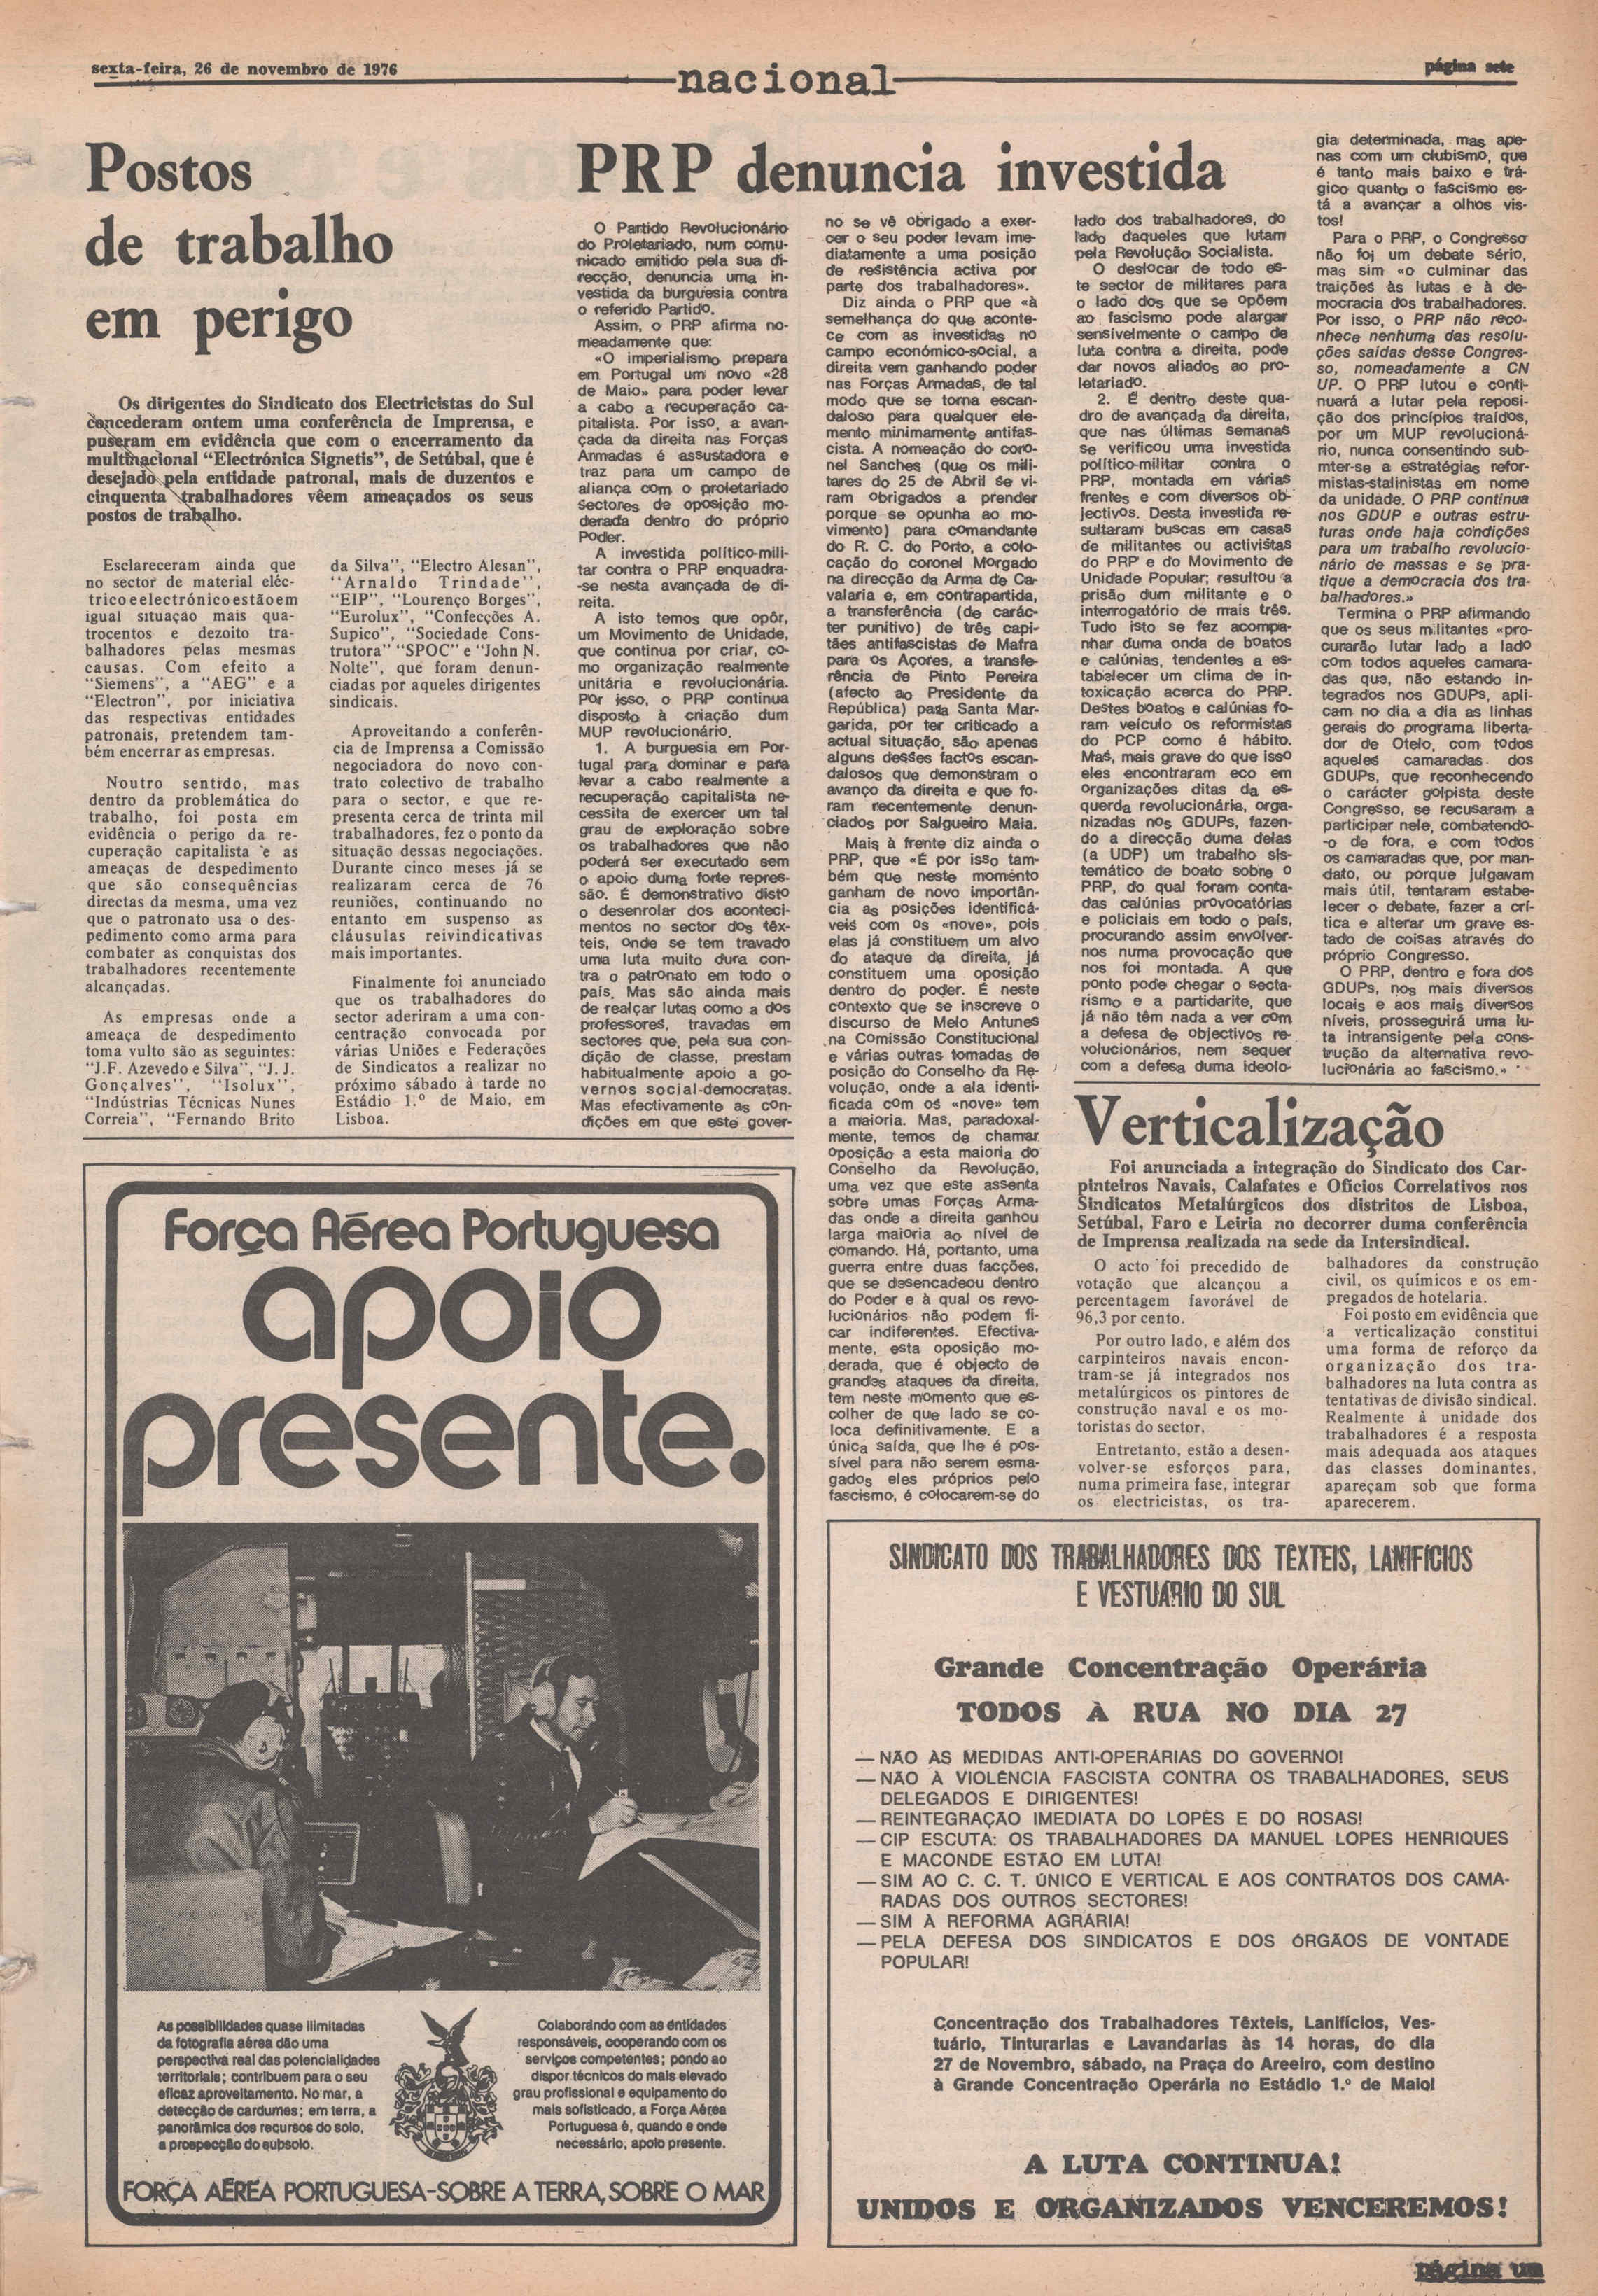 sexta-feira, 26 de novembro de 1976
nacional
página sete
Postos
de trabalho
em perigo
Os dirigentes do Sindicato dos Electricistas do Sul
concederam ontem uma conferência de Imprensa, e
puseram em evidência que com o encerramento da
multinacional "Electrónica Signetis", de Setúbal, que é
desejado pela entidade patronal, mais de duzentos e
cinquenta trabalhadores vêem ameaçados os seus
postos de trabalho.
Esclareceram ainda que
no sector de material eléc-
trico e electrónico estão em
igual situação mais qua-
trocentos e dezoito tra-
balhadores pelas mesmas
causas. Com efeito a
"Siemens", a "AEG" e a
"Electron", por iniciativa
das respectivas entidades
patronais, pretendem tam-
bém encerrar as empresas.
Noutro sentido, mas
dentro da problemática do
trabalho, foi posta em
evidência o perigo da re-
cuperação capitalista e as
ameaças de despedimento
que são consequências
directas da mesma, uma vez
que o patronato usa o des-
pedimento como arma para
combater as conquistas dos
trabalhadores recentemente
alcançadas.
As empresas onde a
ameaça de despedimento
toma vulto são as seguintes:
"J.F. Azevedo e Silva", "J. J.
Gonçalves", "Isolux",
"Indústrias Técnicas Nunes
Correia", "Fernando Brito
da Silva", "Electro Alesan",
"Arnaldo Trindade",
"EIP", "Lourenço Borges",
"Eurolux", "Confecções A.
Supico", "Sociedade Cons-
trutora" "SPOC" e "John N.
Nolte", que foram denun-
ciadas por aqueles dirigentes
sindicais.
Aproveitando a conferên-
cia de Imprensa a Comissão
negociadora do novo con-
trato colectivo de trabalho
para o sector, e que re-
presenta cerca de trinta mil
trabalhadores, fez o ponto da
situação dessas negociações.
Durante cinco meses já se
realizaram cerca de 76
reuniões, continuando no
entanto em suspenso as
cláusulas reivindicativas
mais importantes.
Finalmente foi anunciado
que os trabalhadores do
sector aderiram a uma con-
centração convocada por
várias Uniões e Federações
de Sindicatos a realizar no
próximo sábado à tarde no
Estádio 1.º de Maio, em
Lisboa.
PRP denuncia investida
O Partido Revolucionário
do Proletariado, num comu-
nicado emitido pela sua di-
recção, denuncia uma in-
vestida da burguesia contra
o referido Partido.
Assim, o PRP afirma no-
meadamente que:
«O imperialismo prepara
em Portugal um novo «28
de Maio» para poder levar
a cabo a recuperação ca-
pitalista. Por isso, a avan-
çada da direita nas Forças
Armadas é assustadora e
traz para um campo de
aliança com o proletariado
sectores de oposição mo-
derada dentro do próprio
Poder.
A investida político-mili-
tar contra o PRP enquadra-
-se nesta avançada de di-
reita.
A isto temos que opôr,
um Movimento de Unidade,
que continua por criar, co-
mo organização realmente
unitária e revolucionária.
Por isso, o PRP continua
disposto à criação dum
MUP revolucionário.
1. A burguesia em Por-
tugal para dominar e para
levar a cabo realmente a
recuperação capitalista ne-
cessita de exercer um tal
grau de exploração sobre
os trabalhadores que não
poderá ser executado sem
o apoio duma forte repres-
são. É demonstrativo disto
o desenrolar dos aconteci-
mentos no sector dos têx-
teis, onde se tem travado
uma luta muito dura con-
tra o patronato em todo o
país. Mas são ainda mais
de realçar lutas como a dos
professores, travadas em
sectores que, pela sua con-
dição de classe, prestam
habitualmente apoio a go-
vernos social-democratas.
Mas efectivamente as con-
dições em que este gover-
no se vê obrigado a exer-
cer o seu poder levam ime-
diatamente a uma posição
de resistência activa por
parte dos trabalhadores».
Diz ainda o PRP que «à
semelhança do que aconte-
ce com as investidas no
campo económico-social, a
direita vem ganhando poder
nas Forças Armadas, de tal
modo que se torna escan-
daloso para qualquer ele-
mento minimamente antifas-
cista. A nomeação do coro-
nel Sanches (que os mili-
tares do 25 de Abril se vi-
ram obrigados a prender
porque se opunha ao mo-
vimento) para comandante
do R. C. do Porto, a colo-
cação do coronel Morgado
na direcção da Arma de Ca-
valaria e, em contrapartida,
a transferência (de carác-
ter punitivo) de três capi-
tães antifascistas de Mafra
para os Açores, a transfe-
rência de Pinto Pereira
(afecto ao Presidente da
República) para Santa Mar-
garida, por ter criticado a
actual situação, são apenas
alguns desses factos escan-
dalosos que demonstram o
avanço da direita e que fo-
ram recentemente denun-
ciados por Salgueiro Maia.
Mais à frente diz ainda o
PRP, que «É por isso tam-
bém que neste momento
ganham de novo importân-
cia as posições identificá-
veis com os «nove», pois
elas já constituem um alvo
do ataque da direita, já
constituem uma oposição
dentro do poder. É neste
contexto que se inscreve o
discurso de Melo Antunes
na Comissão Constitucional
e várias outras tomadas de
posição do Conselho da Re-
volução, onde a ala identi-
ficada com os «nove» tem
a maioria. Mas, paradoxal-
mente, temos de chamar
oposição a esta maioria do
Conselho da Revolução,
uma vez que este assenta
sobre umas Forças Arma-
das onde a direita ganhou
larga maioria ao nível de
comando. Há, portanto, uma
guerra entre duas facções,
que se desencadeou dentro
do Poder e à qual os revo-
lucionários não podem fi-
car indiferentes. Efectiva-
mente, esta oposição mo-
derada, que é objecto de
grandes ataques da direita,
tem neste momento que es-
colher de que lado se co-
loca definitivamente. E a
única saída, que lhe é pos-
sível para não serem esma-
gados eles próprios pelo
fascismo, é colocarem-se do
lado dos trabalhadores, do
lado daqueles que lutam
pela Revolução Socialista.
O deslocar de todo es-
te sector de militares para
o lado dos que se opõem
ao fascismo pode alargar
sensívelmente o campo de
luta contra a direita, pode
dar novos aliados ao pro-
letariado.
2. É dentro deste qua-
dro de avançada da direita,
que nas últimas semanas
se verificou uma investida
político-militar contra o
PRP, montada em várias
frentes e com diversos ob-
jectivos. Desta investida re-
sultaram buscas em casas
de militantes ou activistas
do PRP e do Movimento de
Unidade Popular; resultou a
prisão dum militante e o
interrogatório de mais três.
Tudo isto se fez acompa-
nhar duma onda de boatos
e calúnias, tendentes a es-
tabelecer um clima de in-
toxicação acerca do PRP.
Destes boatos e calúnias fo-
ram veículo os reformistas
do PCP como é hábito.
Mas, mais grave do que isso
eles encontraram eco em
organizações ditas da es-
querda revolucionária, orga-
nizadas nos GDUPs, fazen-
do a direcção duma delas
(a UDP) um trabalho sis-
temático de boato sobre o
PRP, do qual foram conta-
das calúnias provocatórias
e policiais em todo o país,
procurando assim envolver-
nos numa provocação que
nos foi montada. A que
ponto pode chegar o secta-
rismo e a partidarite, que
já não têm nada a ver com
a defesa de objectivos re-
volucionários, nem sequer
com a defesa duma ideolo-
gia determinada, mas ape-
nas com um clubismo, que
é tanto mais baixo e trá-
gico quanto o fascismo es-
tá a avançar a olhos vis-
tos!
Para o PRP, o Congresso
não foi um debate sério,
mas sim «o culminar das
traições às lutas e à de-
mocracia dos trabalhadores.
Por isso, o PRP não reco-
nhece nenhuma das resolu-
ções saídas desse Congres-
so, nomeadamente a CN
UP. O PRP lutou e conti-
nuará a lutar pela reposi-
ção dos princípios traídos,
por um MUP revolucioná-
rio, nunca consentindo sub-
mter-se a estratégias refor-
mistas-stalinistas em nome
da unidade. O PRP continua
nos GDUP e outras estru-
turas onde haja condições
para um trabalho revolucio-
nário de massas e se pra-
tique a democracia dos tra-
balhadores.»
Termina o PRP afirmando
que os seus militantes «pro-
curarão lutar lado a lado
com todos aqueles camara-
das que, não estando in-
tegrados nos GDUPs, apli-
cam no dia a dia as linhas
gerais do programa liberta-
dor de Otelo, com todos
aqueles camaradas dos
GDUPs, que reconhecendo
o carácter golpista deste
Congresso, se recusaram a
participar nele, combatendo-
-o de fora, e com todos
os camaradas que, por man-
dato, ou porque julgavam
mais útil, tentaram estabe-
lecer o debate, fazer a crí-
tica e alterar um grave es-
tado de coisas através do
próprio Congresso.
O PRP, dentro e fora dos
GDUPs, nos mais diversos
locais e aos mais diversos
níveis, prosseguirá uma lu-
ta intransigente pela cons-
trução da alternativa revo-
lucionária ao fascismo.»
Verticalização
Foi anunciada a integração do Sindicato dos Car-
pinteiros Navais, Calafates e Ofícios Correlativos nos
Sindicatos Metalúrgicos dos distritos de Lisboa,
Setúbal, Faro e Leiria no decorrer duma conferência
de Imprensa realizada na sede da Intersindical.
O acto foi precedido de
votação que alcançou a
percentagem favorável de
96,3 por cento.
Por outro lado, e além dos
carpinteiros navais encon-
tram-se já integrados nos
metalúrgicos os pintores de
construção naval e os mo-
toristas do sector.
Entretanto, estão a desen-
volver-se esforços para,
numa primeira fase, integrar
os electricistas, os tra-
balhadores da construção
civil, os químicos e os em-
pregados de hotelaria.
Foi posto em evidência que
a verticalização constitui
uma forma de reforço da
organização dos tra-
balhadores na luta contra as
tentativas de divisão sindical.
Realmente à unidade dos
trabalhadores é a resposta
mais adequada aos ataques
das classes dominantes,
apareçam sob que forma
aparecerem.
Força Aérea Portuguesa
apoio
presente.
As possibilidades quase ilimitadas
da fotografia aérea dão uma
perspectiva real das potencialidades
territoriais; contribuem para o seu
eficaz aproveitamento. No mar, a
detecção de cardumes; em terra, a
panorâmica dos recursos do solo,
a prospecção do subsolo.
Colaborando com as entidades
responsáveis, cooperando com os
serviços competentes; pondo ao
dispor técnicos do mais elevado
grau profissional e equipamento do
mais sofisticado, a Força Aérea
Portuguesa é, quando e onde
necessário, apoio presente.
FORÇA AÉREA PORTUGUESA-SOBRE A TERRA, SOBRE O MAR
SINDICATO DOS TRABALHADORES DOS TÊXTEIS, LANIFÍCIOS
E VESTUÁRIO DO SUL
Grande Concentração Operária
TODOS À RUA NO DIA 27
— NÃO ÀS MEDIDAS ANTI-OPERÁRIAS DO GOVERNO!
— NÃO À VIOLÊNCIA FASCISTA CONTRA OS TRABALHADORES, SEUS
DELEGADOS E DIRIGENTES!
— REINTEGRAÇÃO IMEDIATA DO LOPES E DO ROSAS!
— CIP ESCUTA: OS TRABALHADORES DA MANUEL LOPES HENRIQUES
E MACONDE ESTÃO EM LUTA!
— SIM AO C. C. T. ÚNICO E VERTICAL E AOS CONTRATOS DOS CAMA-
RADAS DOS OUTROS SECTORES!
— SIM À REFORMA AGRÁRIA!
— PELA DEFESA DOS SINDICATOS E DOS ÓRGÃOS DE VONTADE
POPULAR!
Concentração dos Trabalhadores Têxteis, Lanifícios, Ves-
tuário, Tinturarias e Lavandarias às 14 horas, do dia
27 de Novembro, sábado, na Praça do Areeiro, com destino
à Grande Concentração Operária no Estádio 1.º de Maio!
A LUTA CONTINUA!
UNIDOS E ORGANIZADOS VENCEREMOS!
página um